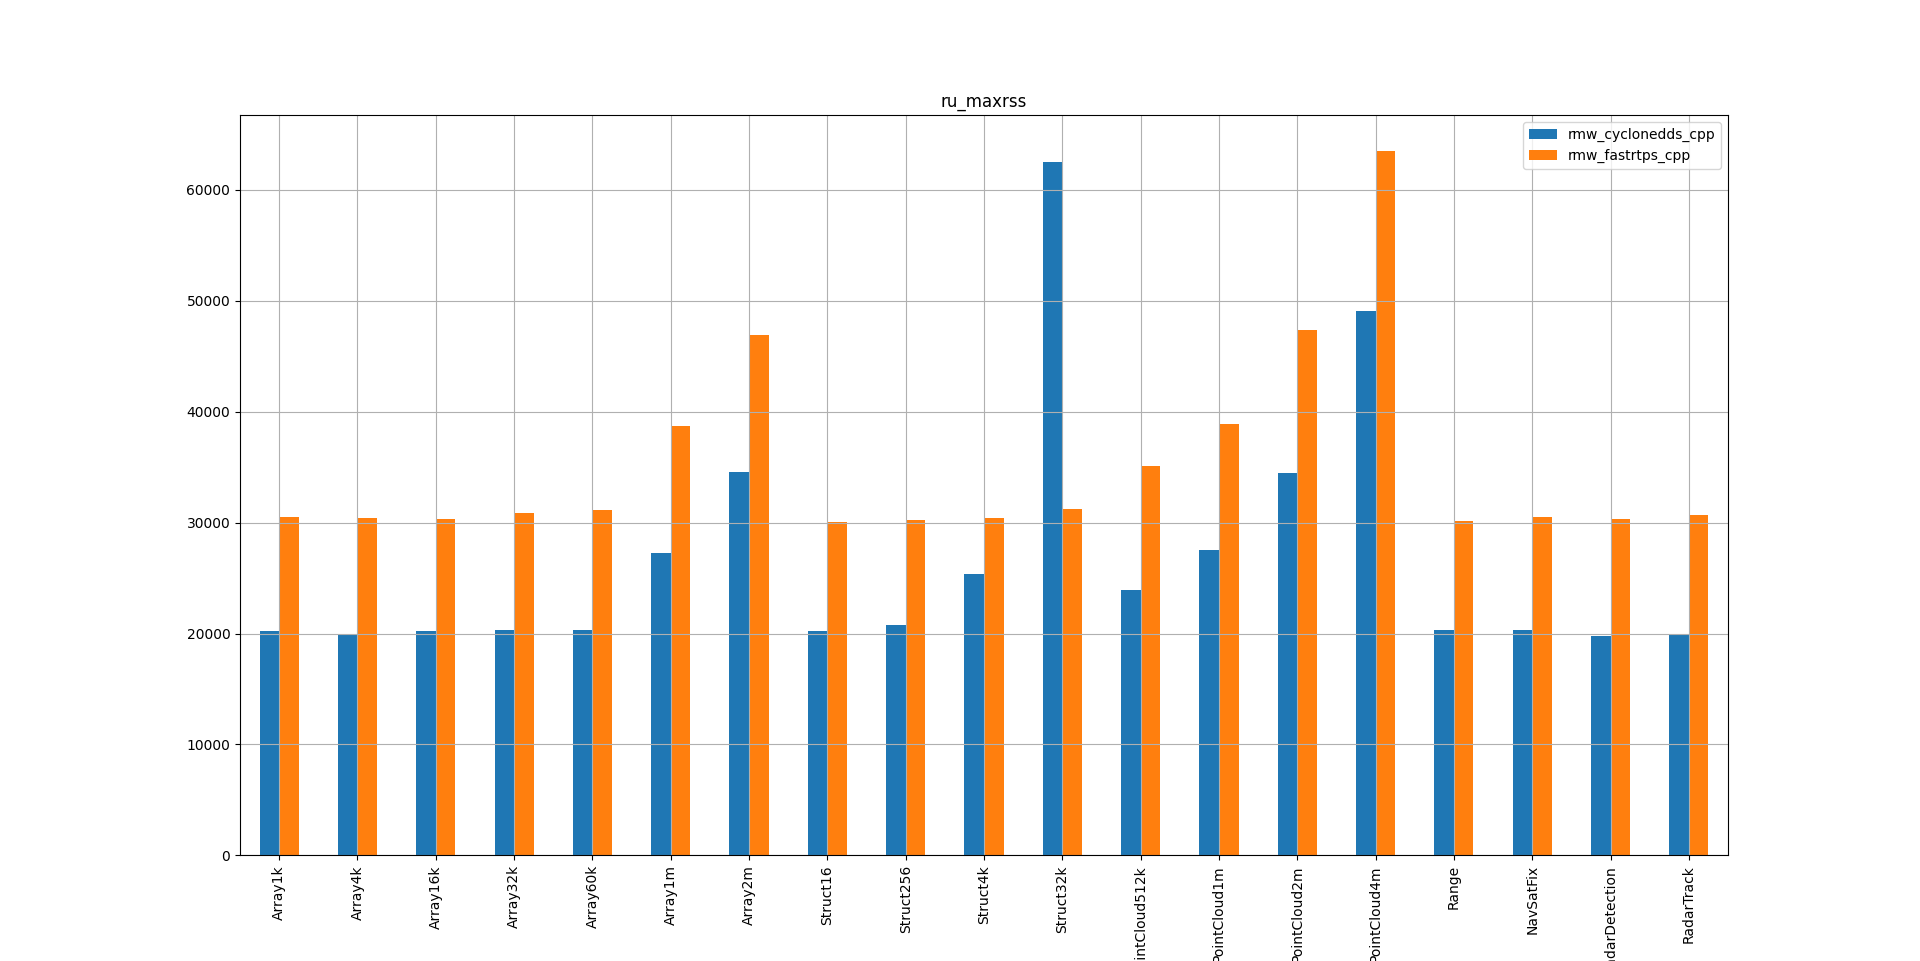 ru_maxrss
rmw_cyclonedds_cpp
rmw_fastrtps_cpp
60000
50000
40000
30000
20000
10000
0
Array1k
Array4k
Array16k
Array32k
Array60k
Array1m
Array2m
Struct16
Struct256
Struct4k
Struct32k
intCloud512k
PointCloud1m
PointCloud2m
PointCloud4m
Range
NavSatFix
darDetection
RadarTrack